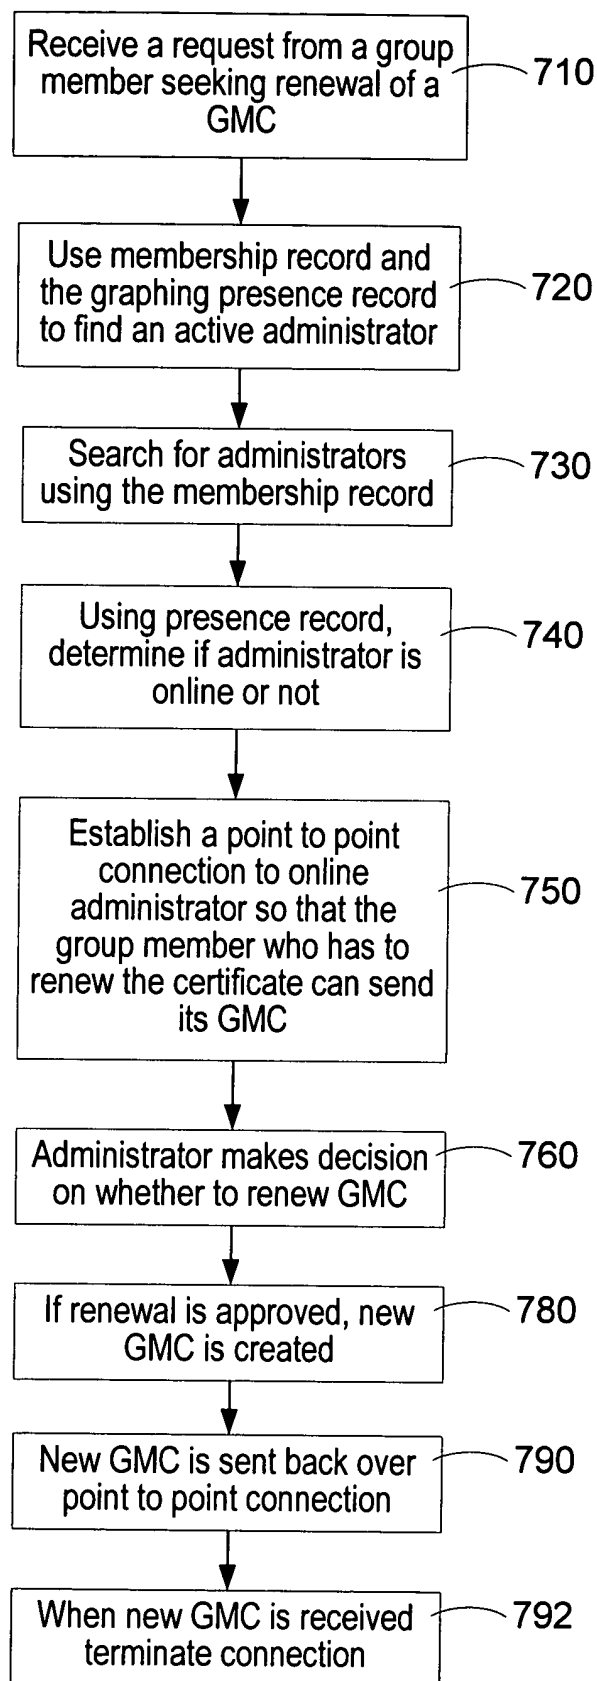 Receive a request from a group
member seeking renewal of a
GMC
710
Use membership record and
the graphing presence record
to find an active administrator
720
Search for administrators
using the membership record
730
Using presence record,
determine if administrator is
online or not
740
Establish a point to point
connection to online
administrator so that the
group member who has to
renew the certificate can send
its GMC
750
Administrator makes decision
on whether to renew GMC
760
If renewal is approved, new
GMC is created
780
New GMC is sent back over
point to point connection
790
When new GMC is received
terminate connection
792